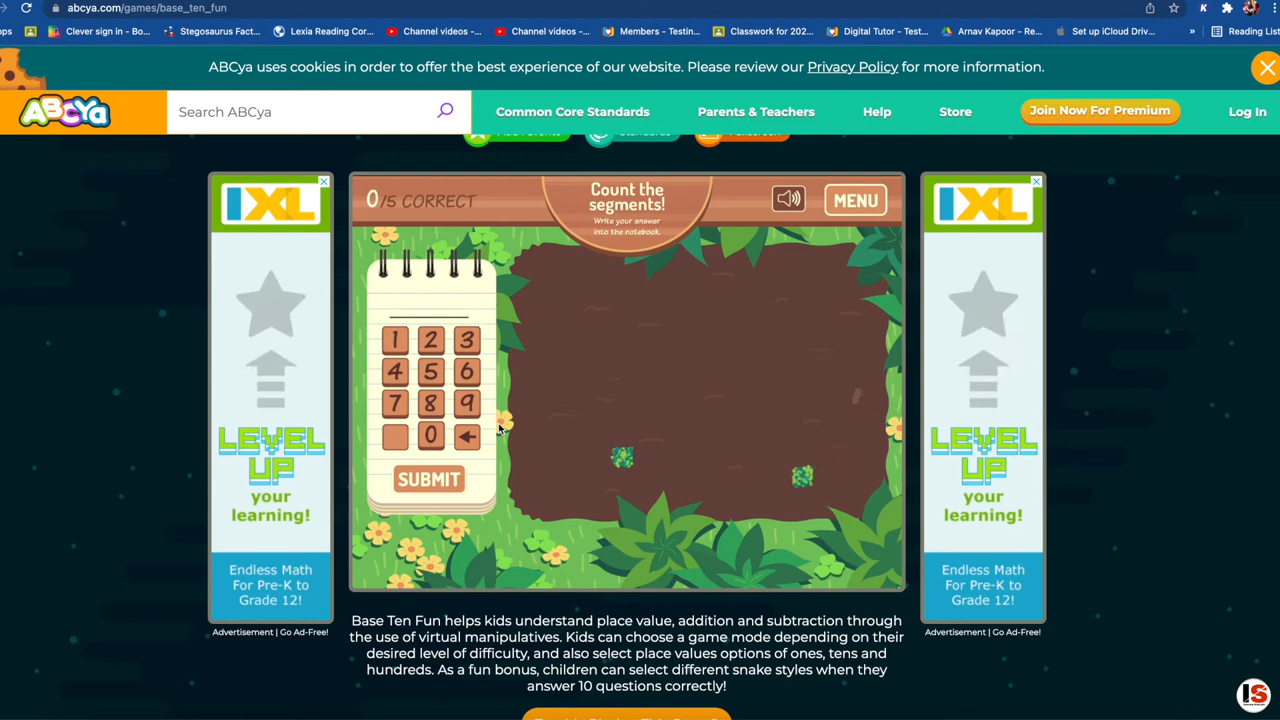 abcya.com/games/base_ten_fun
Clever sign in - Bo...
Stegosaurus Fact...
Lexia Reading Cor...
Channel videos -...
Channel videos -...
Members - Testin...
Classwork for 202...
Digital Tutor - Test...
Arnav Kapoor - Re...
Set up iCloud Driv...
»
Reading List
ABCya uses cookies in order to offer the best experience of our website. Please review our Privacy Policy for more information.
ABCYa
Search ABCya
Common Core Standards
Parents & Teachers
Help
Store
Join Now For Premium
Log In
IXL
LEVEL
UP
your
learning!
Endless Math
For Pre-K to
Grade 12!
Advertisement | Go Ad-Free!
0/5 CORRECT
Count the
segments!
Write your answer
into the notebook.
MENU
1 2 3
4 5 6
7 8 9
0 ←
SUBMIT
IXL
LEVEL
UP
your
learning!
Endless Math
For Pre-K to
Grade 12!
Advertisement | Go Ad-Free!
Base Ten Fun helps kids understand place value, addition and subtraction through
the use of virtual manipulatives. Kids can choose a game mode depending on their
desired level of difficulty, and also select place values options of ones, tens and
hundreds. As a fun bonus, children can select different snake styles when they
answer 10 questions correctly!
IS